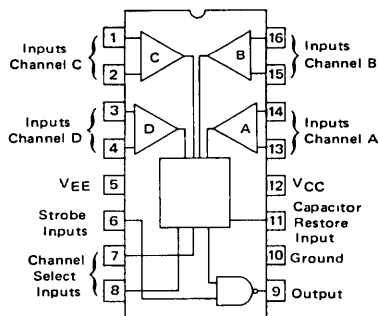 1
Inputs
Channel C
2
C
3
Inputs
Channel D
4
D
VEE
5
Strobe
Inputs
6
7
Channel
Select
Inputs
8
16
Inputs
Channel B
15
B
14
Inputs
Channel A
13
A
12
VCC
11
Capacitor
Restore
Input
10
Ground
9
Output